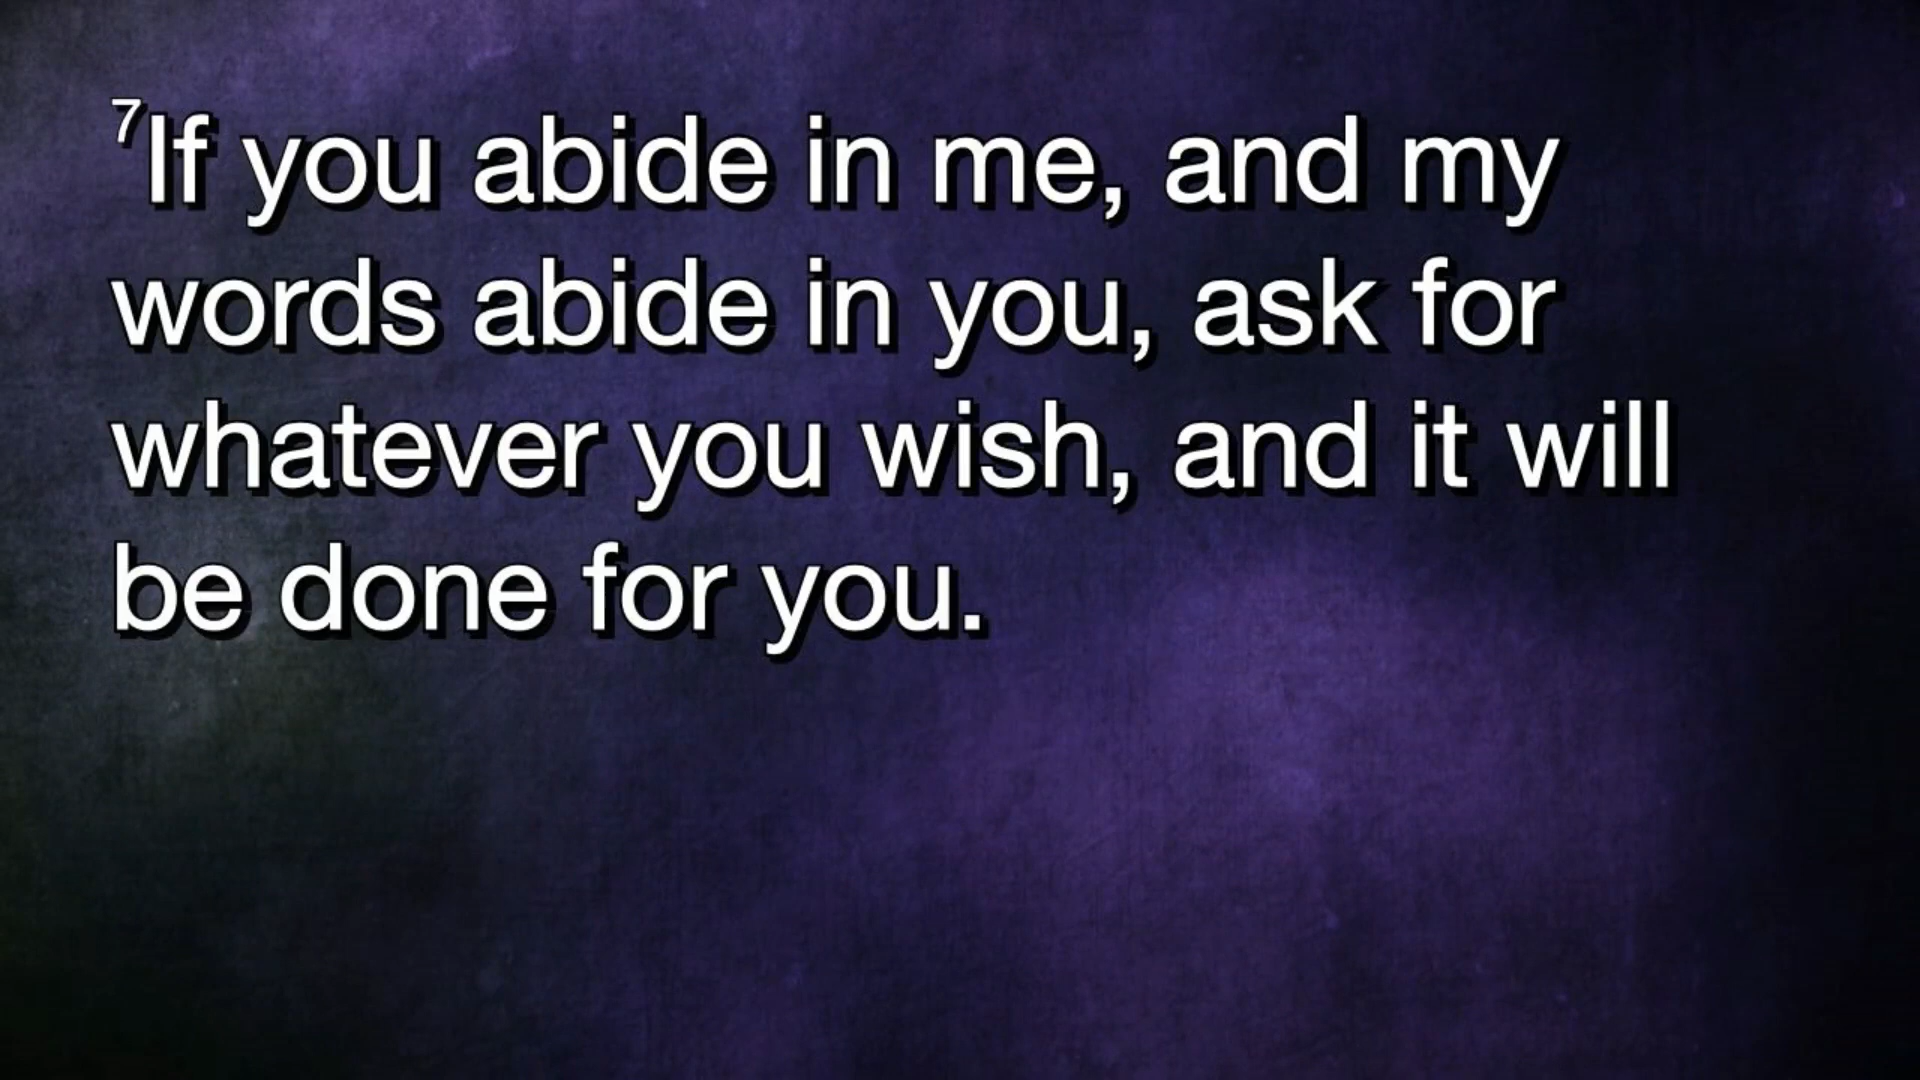 ⁷If you abide in me, and my
words abide in you, ask for
whatever you wish, and it will
be done for you.